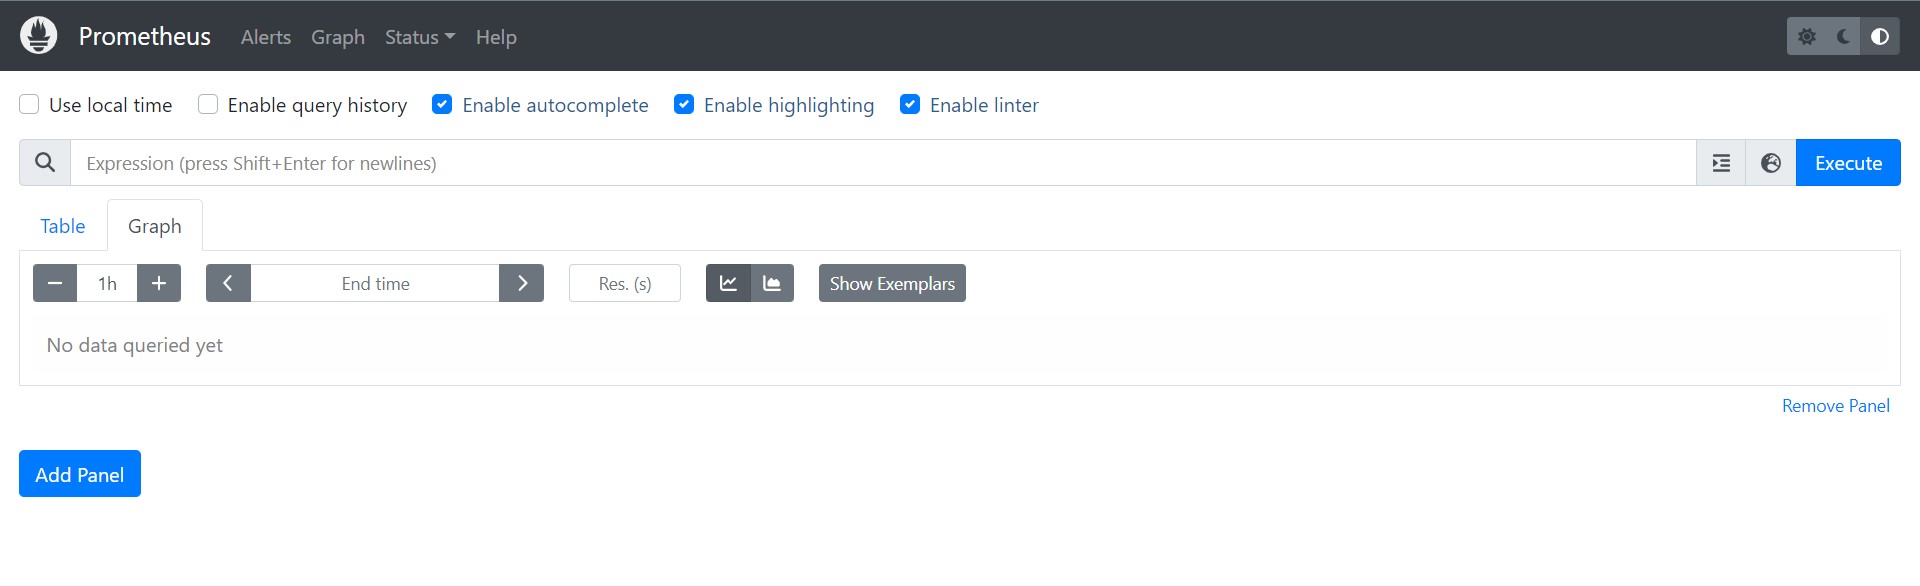 Prometheus Alerts Graph Status Help
Use local time Enable query history Enable autocomplete Enable highlighting Enable linter
Expression (press Shift+Enter for newlines) Execute
Table Graph
1h End time Res. (s) Show Exemplars
No data queried yet
Remove Panel
Add Panel